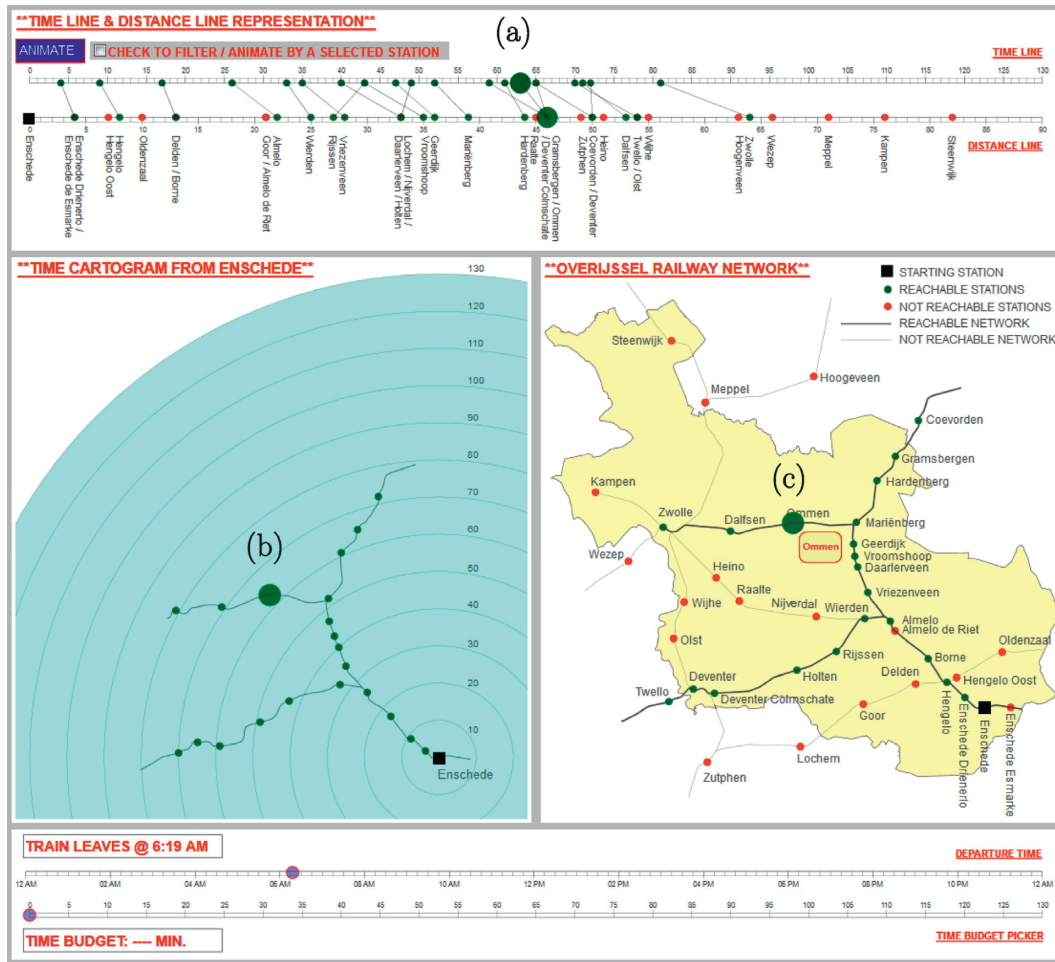 **TIME LINE & DISTANCE LINE REPRESENTATION**
(a)
ANIMATE
CHECK TO FILTER / ANIMATE BY A SELECTED STATION
TIME LINE
0 5 10 15 20 25 30 35 40 45 50 55 60 65 70 75 80 85 90 95 100 105 110 115 120 125 130
0 5 10 15 20 25 30 35 40 45 50 55 60 65 70 75 80 85 90
DISTANCE LINE
Enschede
Enschede Drienerlo /
Enschede de Esmarke
Hengelo
Hengelo Oost
Oldenzaal
Delden / Borne
Almelo
Goor / Almelo de Riet
Wierden
Rijssen
Vriezenveen
Lochem / Nijverdal /
Daarlerveen / Holten
Vroomshoop
Geerdijk
Mariënberg
Hardenberg
Raalte
Gramsbergen / Ommen
/ Deventer Colmschate
Zutphen
Coevorden / Deventer
Heino
Dalfsen
Twello / Olst
Wijhe
Zwolle
Hoogenveen
Wezep
Meppel
Kampen
Steenwijk
**TIME CARTOGRAM FROM ENSCHEDE**
130
120
110
100
90
80
70
60
50
40
30
20
10
(b)
Enschede
**OVERIJSSEL RAILWAY NETWORK**
STARTING STATION
REACHABLE STATIONS
NOT REACHABLE STATIONS
REACHABLE NETWORK
NOT REACHABLE NETWORK
Steenwijk
Hoogeveen
Meppel
Coevorden
Gramsbergen
Hardenberg
(c)
Kampen
Zwolle
Dalfsen
Ommen
Mariënberg
Ommen
Geerdijk
Vroomshoop
Daarlerveen
Wezep
Heino
Raalte
Vriezenveen
Wijhe
Nijverdal
Wierden
Almelo
Almelo de Riet
Olst
Oldenzaal
Rijssen
Borne
Holten
Delden
Hengelo Oost
Deventer
Twello
Deventer Colmschate
Goor
Hengelo
Enschede Drienerlo
Enschede
Enschede Esmarke
Lochem
Zutphen
TRAIN LEAVES @ 6:19 AM
DEPARTURE TIME
12 AM 02 AM 04 AM 06 AM 08 AM 10 AM 12 PM 02 PM 04 PM 06 PM 08 PM 10 PM 12 AM
0 5 10 15 20 25 30 35 40 45 50 55 60 65 70 75 80 85 90 95 100 105 110 115 120 125 130
TIME BUDGET: ---- MIN.
TIME BUDGET PICKER